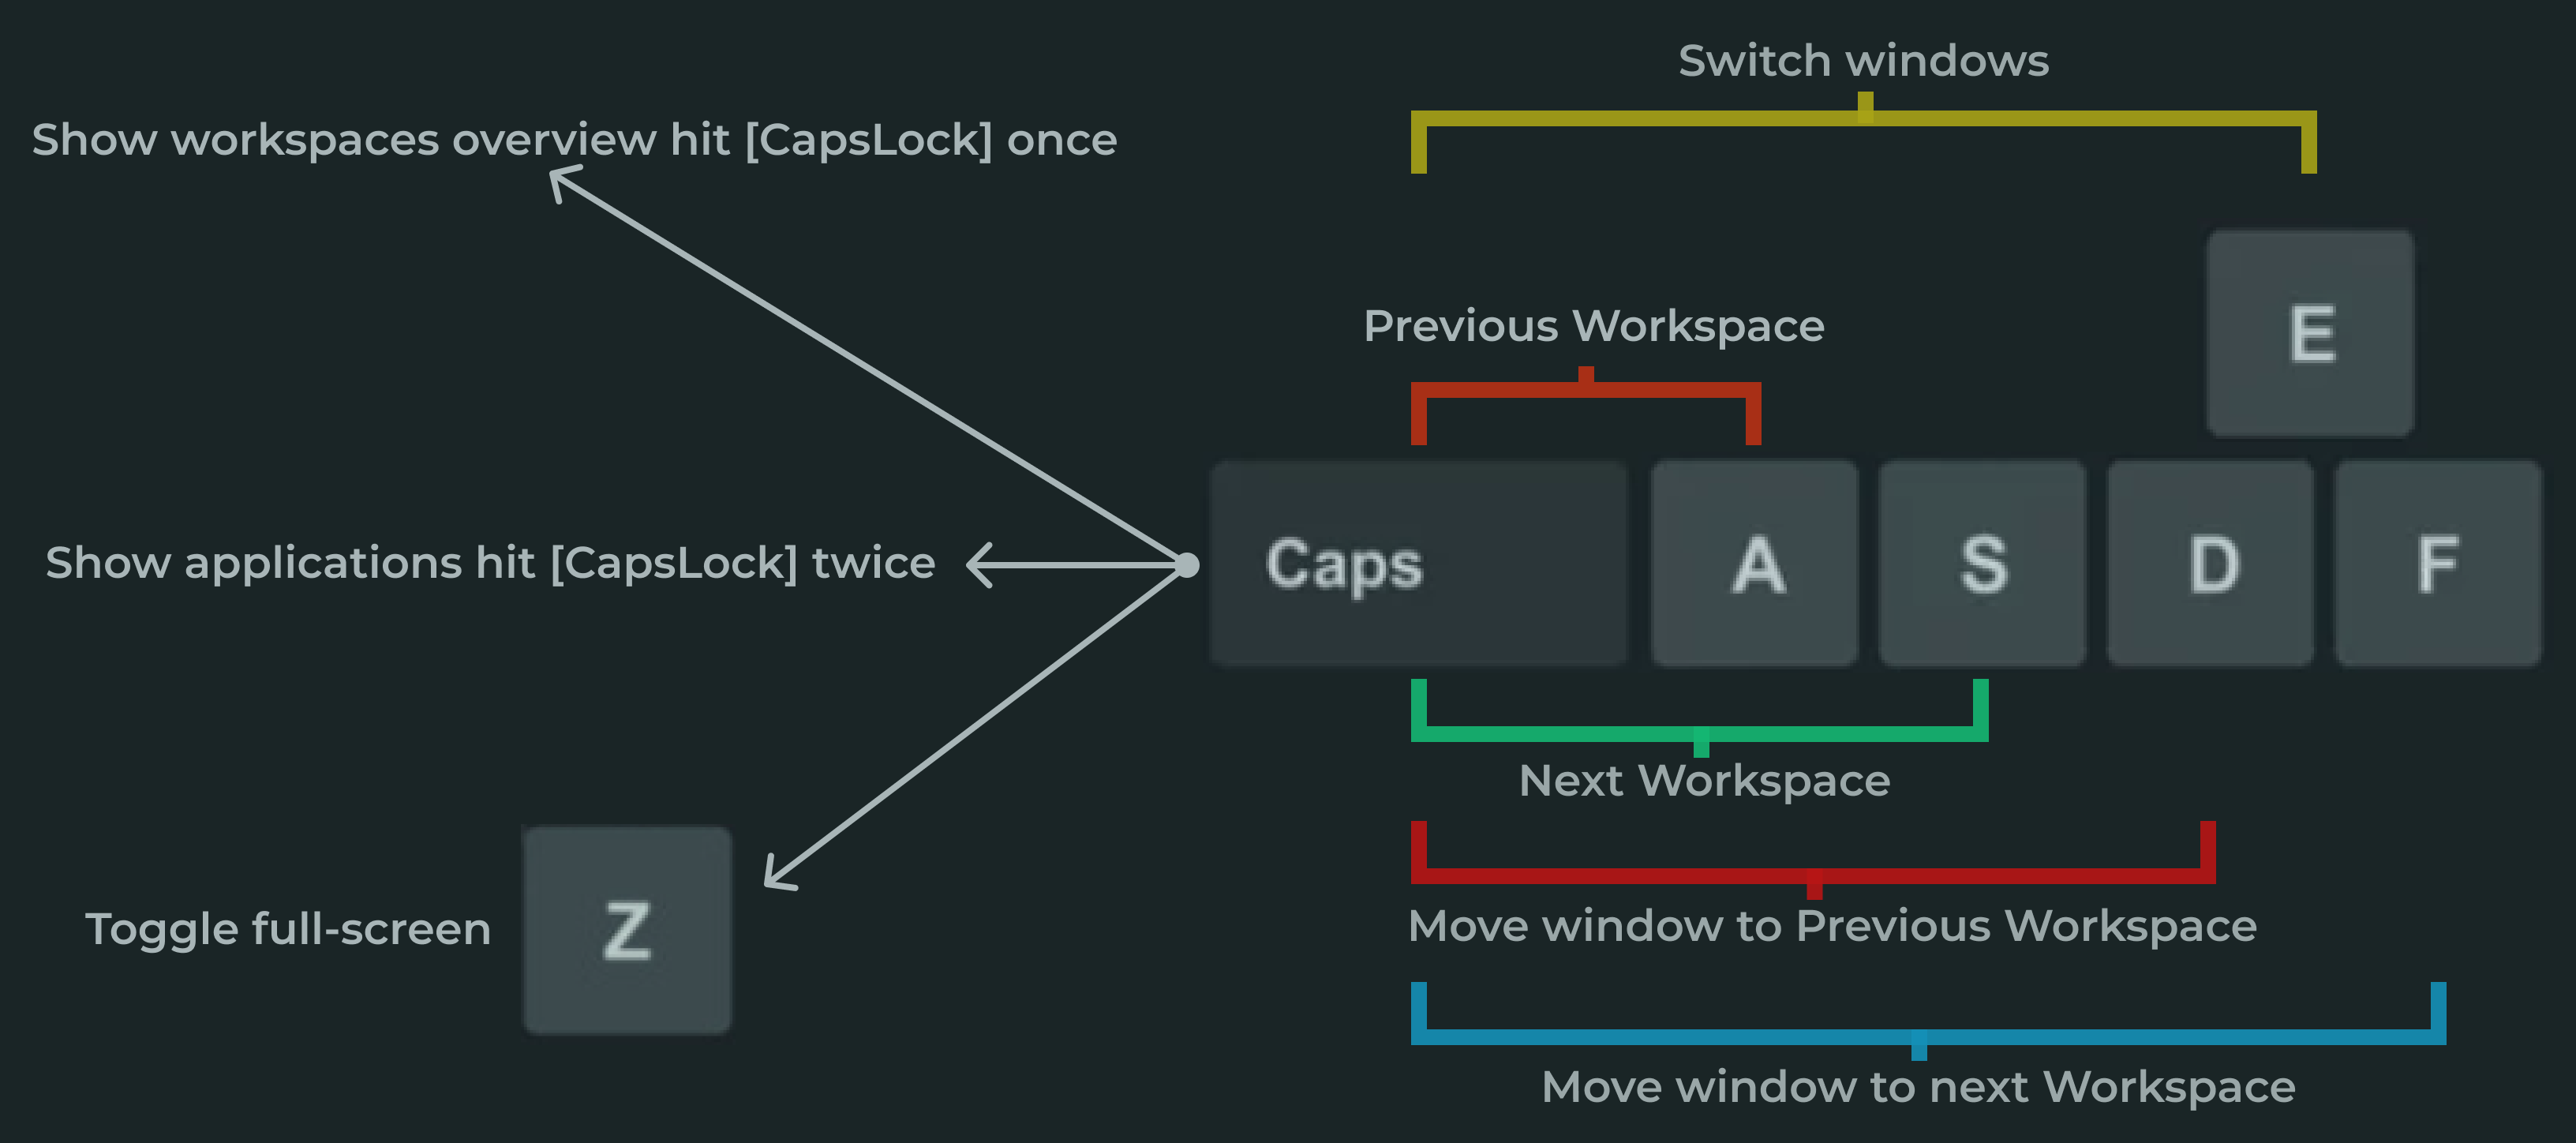 Switch windows
Show workspaces overview hit [CapsLock] once
Previous Workspace
E
Show applications hit [CapsLock] twice
Caps
A
S
D
F
Next Workspace
Toggle full-screen
Z
Move window to Previous Workspace
Move window to next Workspace